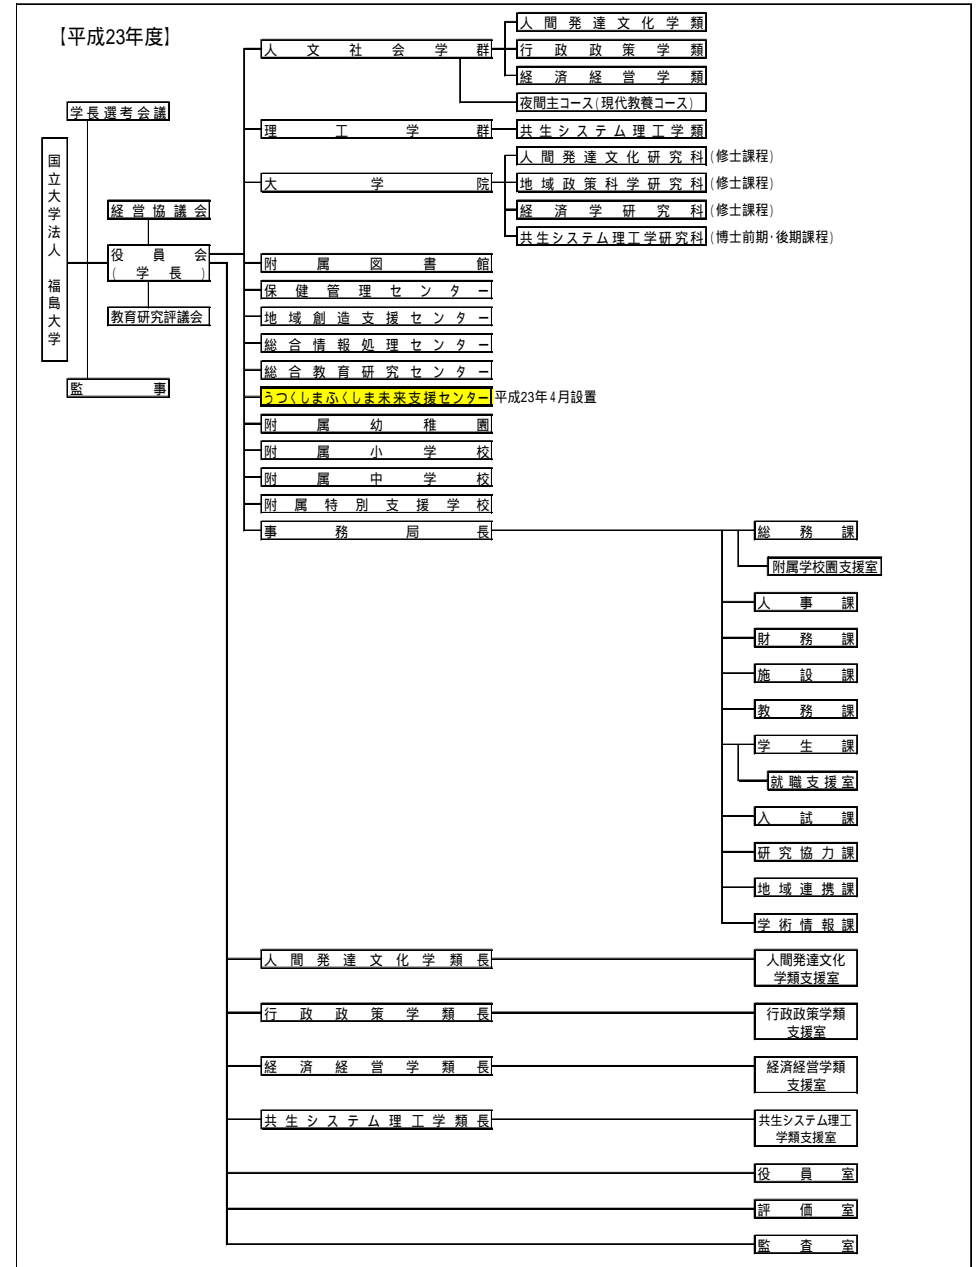 【平成23年度】
人間発達文化学類
人文社会学群
行政政策学類
経済経営学類
夜間主コース(現代教養コース)
学長選考会議
理工学群
共生システム理工学類
人間発達文化研究科(修士課程)
大学院
地域政策科学研究科(修士課程)
経済学研究科(修士課程)
共生システム理工学研究科(博士前期・後期課程)
国立大学法人 福島大学
経営協議会
役員会
(学長)
教育研究評議会
監事
附属図書館
保健管理センター
地域創造支援センター
総合情報処理センター
総合教育研究センター
うつくしまふくしま未来支援センター 平成23年4月設置
附属幼稚園
附属小学校
附属中学校
附属特別支援学校
事務局長
総務課
附属学校園支援室
人事課
財務課
施設課
教務課
学生課
就職支援室
入試課
研究協力課
地域連携課
学術情報課
人間発達文化学類長
人間発達文化
学類支援室
行政政策学類長
行政政策学類
支援室
経済経営学類長
経済経営学類
支援室
共生システム理工学類長
共生システム理工
学類支援室
役員室
評価室
監査室